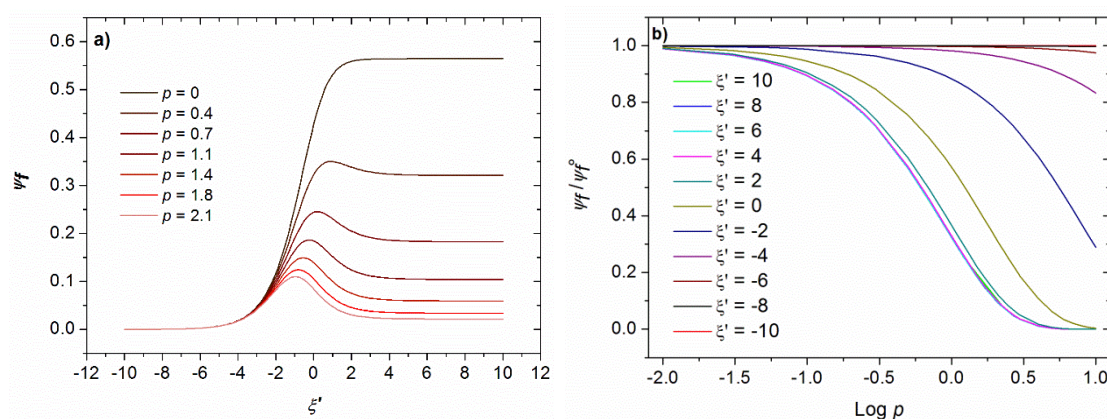 a)
0.6
0.5
0.4
0.3
0.2
0.1
0.0
ψf
p = 0
p = 0.4
p = 0.7
p = 1.1
p = 1.4
p = 1.8
p = 2.1
-12 -10 -8 -6 -4 -2 0 2 4 6 8 10 12
ξ'
b)
1.0
0.8
0.6
0.4
0.2
0.0
ψf/ψf°
ξ' = 10
ξ' = 8
ξ' = 6
ξ' = 4
ξ' = 2
ξ' = 0
ξ' = -2
ξ' = -4
ξ' = -6
ξ' = -8
ξ' = -10
-2.0 -1.5 -1.0 -0.5 0.0 0.5 1.0
Log p